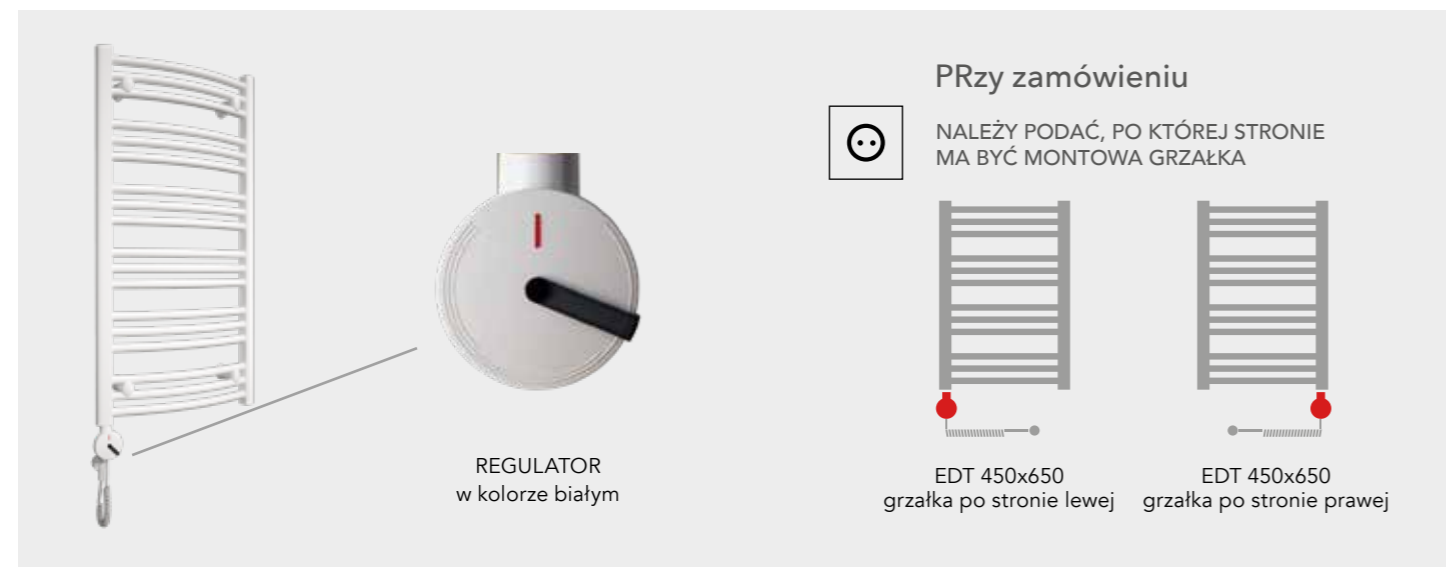 PRzy zamówieniu
NALEŻY PODAĆ, PO KTÓREJ STRONIE
MA BYĆ MONTOWA GRZAŁKA
REGULATOR
w kolorze białym
EDT 450x650
grzałka po stronie lewej
EDT 450x650
grzałka po stronie prawej